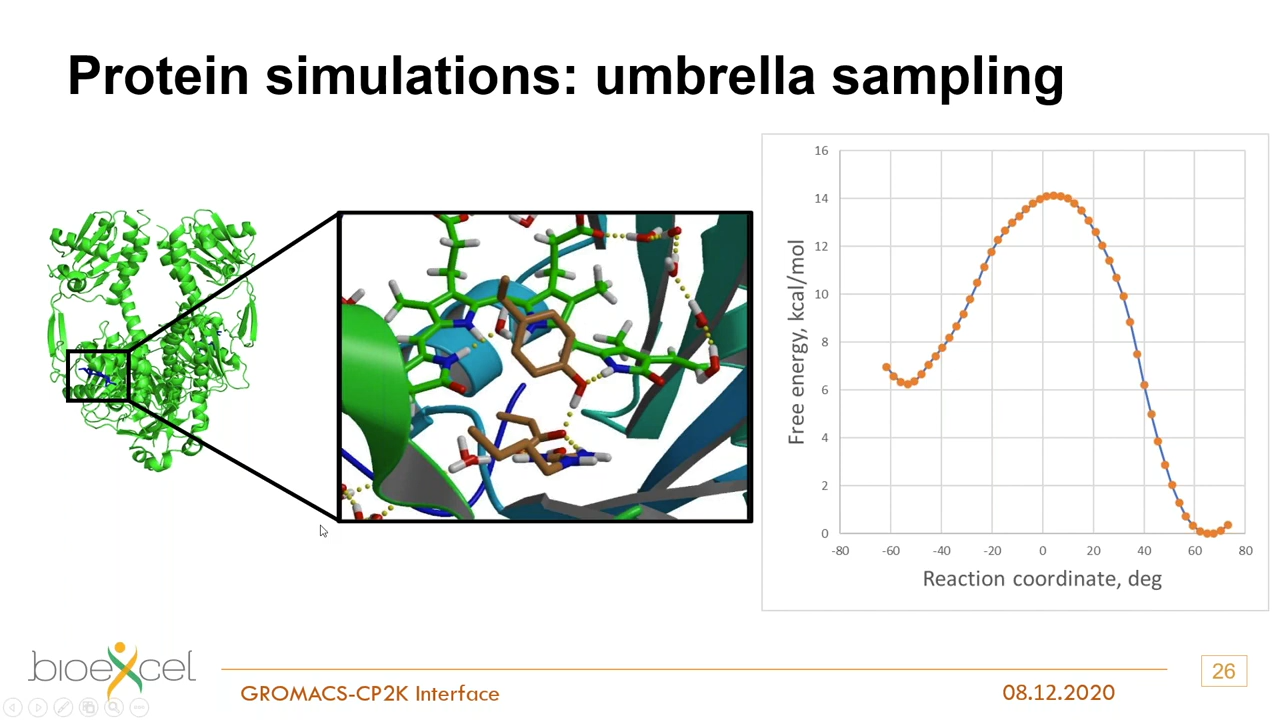 Protein simulations: umbrella sampling
16
14
12
10
8
6
4
2
0
Free energy, kcal/mol
-80 -60 -40 -20 0 20 40 60 80
Reaction coordinate, deg
bioexcel
GROMACS-CP2K Interface
08.12.2020
26